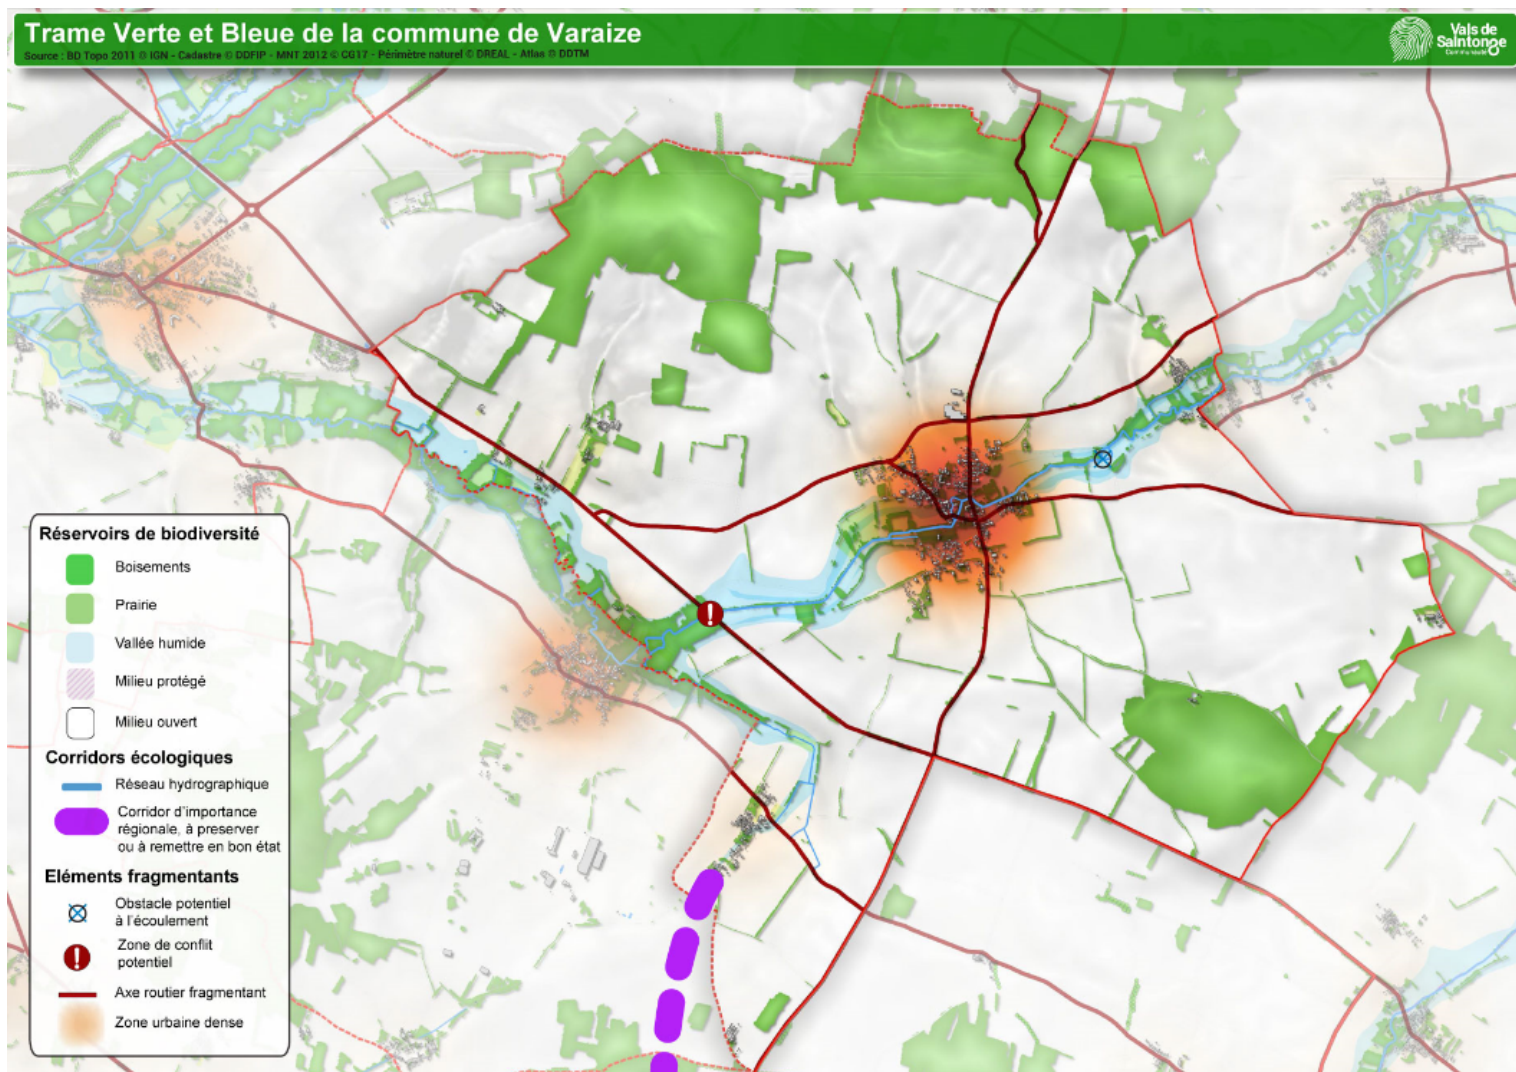 Trame Verte et Bleue de la commune de Varaize
Source : BD Topo 2011 © IGN - Cadastre © DDFIP - MNT 2012 © CG17 - Périmètre naturel © DREAL - Atlas © DDTM
Vals de
Saintonge
Communauté
Réservoirs de biodiversité
Boisements
Prairie
Vallée humide
Milieu protégé
Milieu ouvert
Corridors écologiques
Réseau hydrographique
Corridor d'importance
régionale, à preserver
ou à remettre en bon état
Eléments fragmentants
Obstacle potentiel
à l'écoulement
Zone de conflit
potentiel
Axe routier fragmentant
Zone urbaine dense